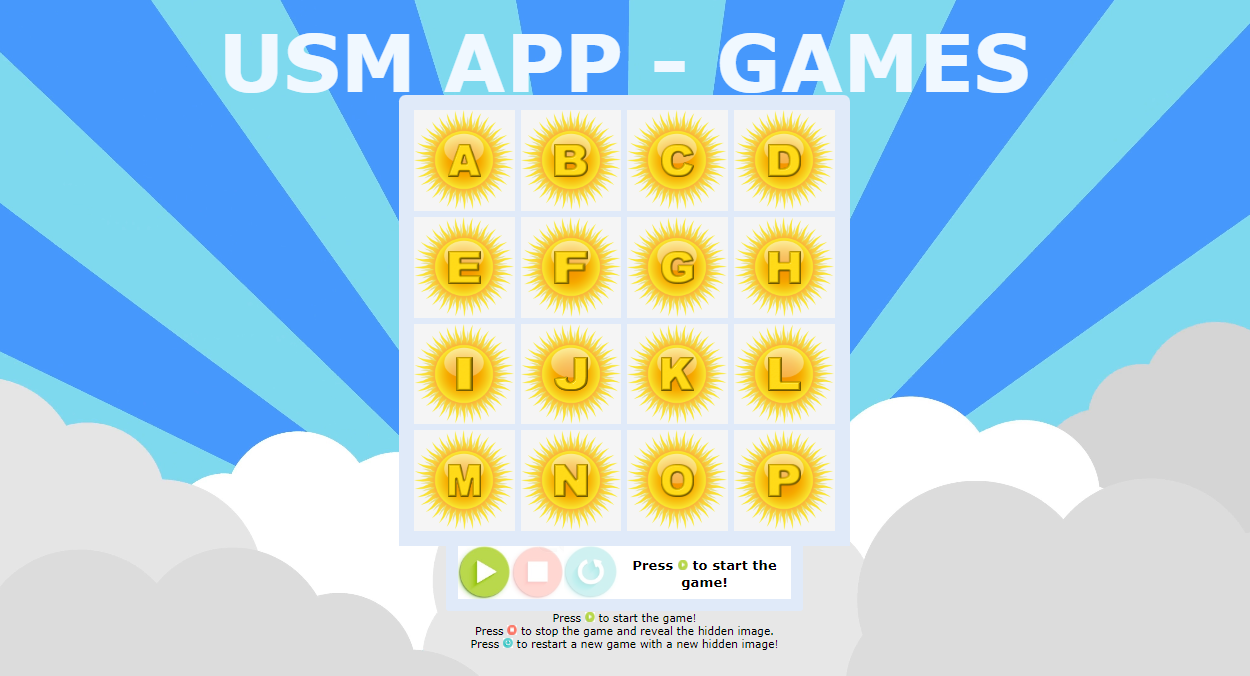 USM APP - GAMES
A B C D
E F G H
I J K L
M N O P
Press to start the
game!
Press to start the game!
Press to stop the game and reveal the hidden image.
Press to restart a new game with a new hidden image!